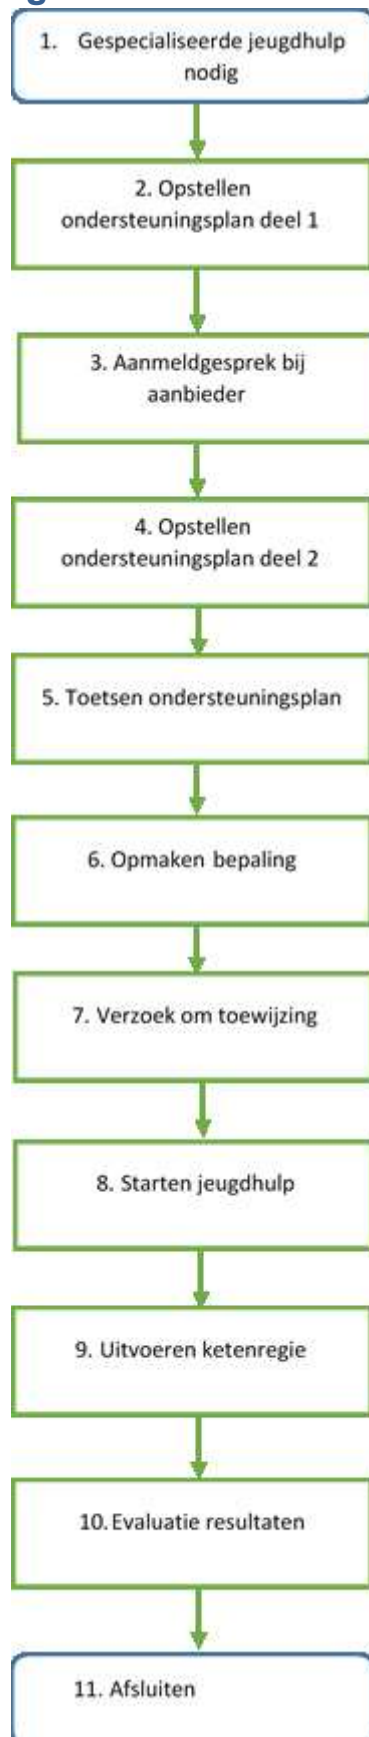 1. Gespecialiseerde jeugdhulp
nodig
2. Opstellen
ondersteuningsplan deel 1
3. Aanmeldgesprek bij
aanbieder
4. Opstellen
ondersteuningsplan deel 2
5. Toetsen ondersteuningsplan
6. Opmaken bepaling
7. Verzoek om toewijzing
8. Starten jeugdhulp
9. Uitvoeren ketenregie
10. Evaluatie resultaten
11. Afsluiten